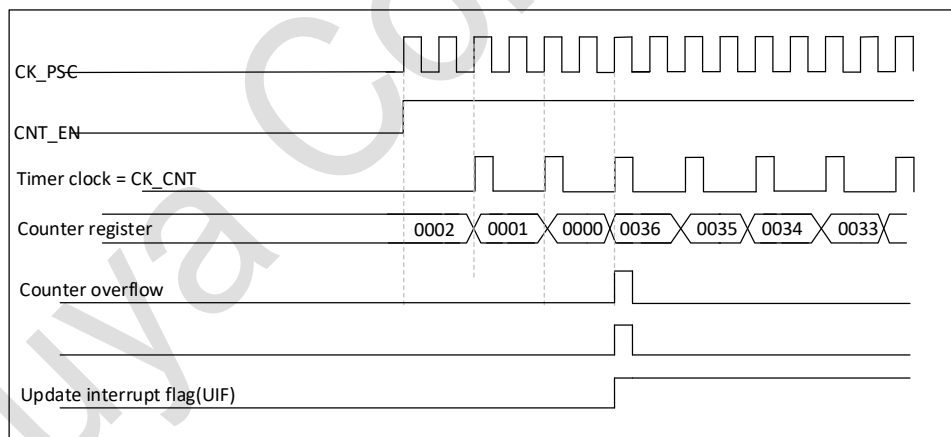 CK_PSC
CNT_EN
Timer clock = CK_CNT
Counter register 0002 0001 0000 0036 0035 0034 0033
Counter overflow
Update interrupt flag(UIF)